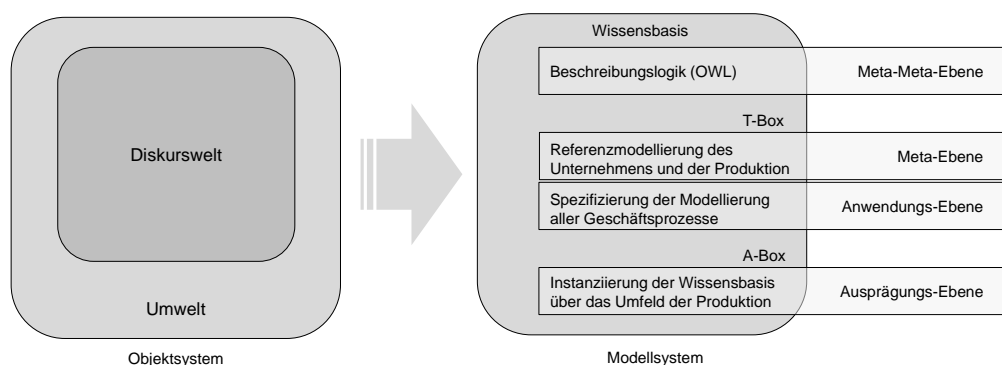 Diskurswelt
Umwelt
Objektsystem
Wissensbasis
Beschreibungslogik (OWL)
Meta-Meta-Ebene
T-Box
Referenzmodellierung des
Unternehmens und der Produktion
Meta-Ebene
Spezifizierung der Modellierung
aller Geschäftsprozesse
Anwendungs-Ebene
A-Box
Instanziierung der Wissensbasis
über das Umfeld der Produktion
Ausprägungs-Ebene
Modellsystem